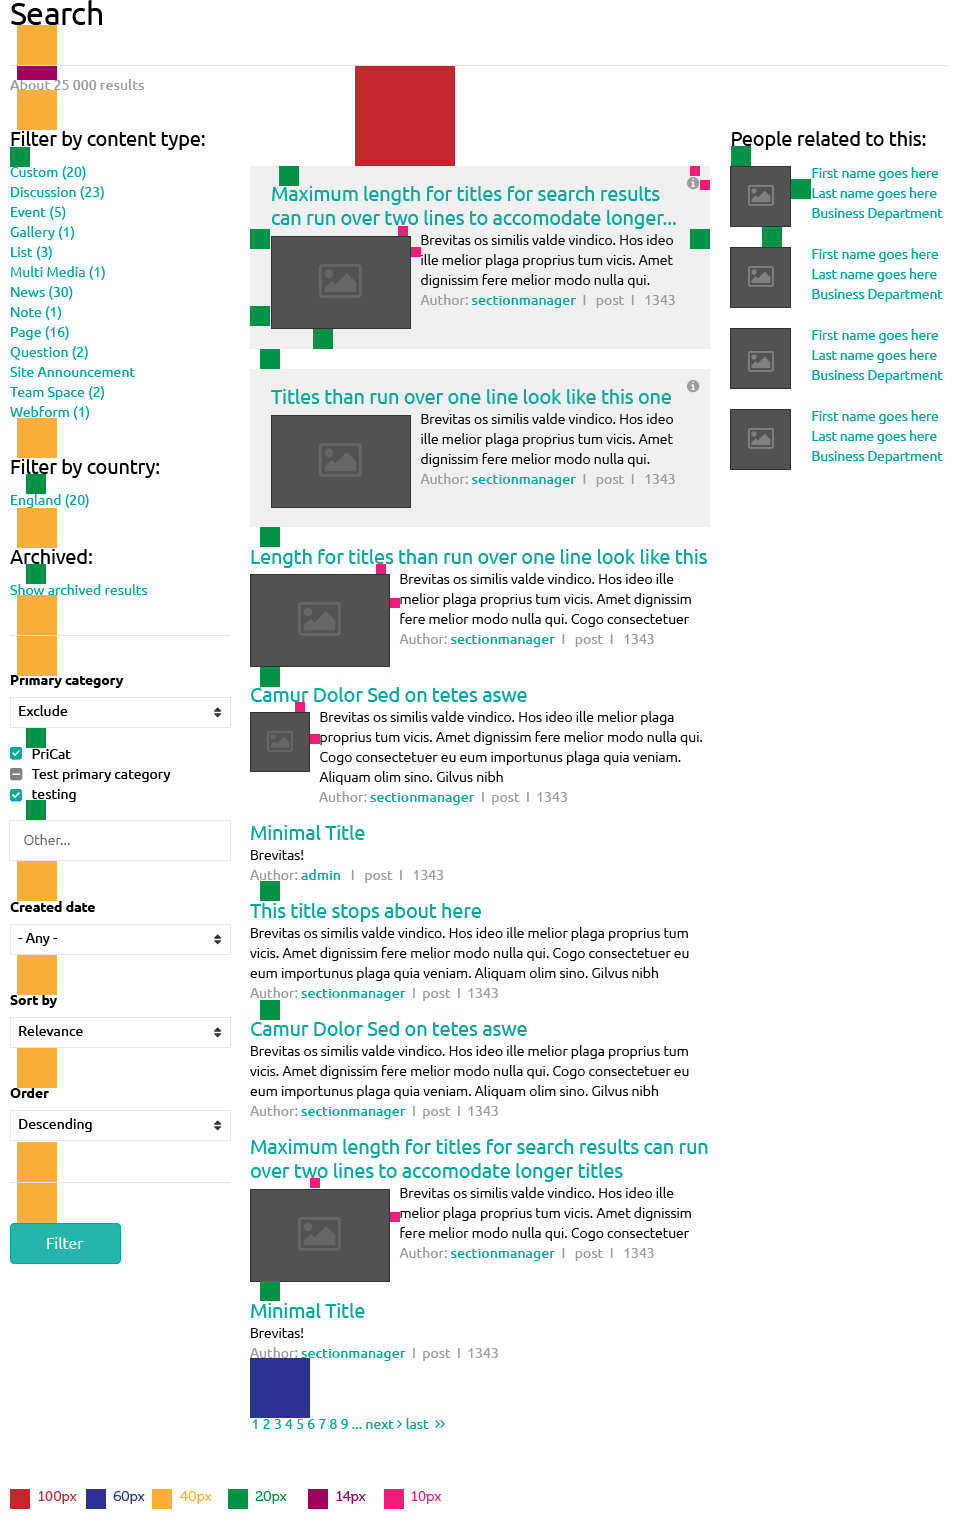 Search
About 25 000 results
Filter by content type:
Custom (20)
Discussion (23)
Event (5)
Gallery (1)
List (3)
Multi Media (1)
News (30)
Note (1)
Page (16)
Question (2)
Site Announcement
Team Space (2)
Webform (1)
Filter by country:
England (20)
Archived:
Show archived results
Primary category
Exclude
PriCat
Test primary category
testing
Other...
Created date
- Any -
Sort by
Relevance
Order
Descending
Filter
Maximum length for titles for search results
can run over two lines to accomodate longer...
Brevitas os similis valde vindico. Hos ideo
ille melior plaga proprius tum vicis. Amet
dignissim fere melior modo nulla qui.
Author: sectionmanager | post | 1343
Titles than run over one line look like this one
Brevitas os similis valde vindico. Hos ideo
ille melior plaga proprius tum vicis. Amet
dignissim fere melior modo nulla qui.
Author: sectionmanager | post | 1343
Length for titles than run over one line look like this
Brevitas os similis valde vindico. Hos ideo ille
melior plaga proprius tum vicis. Amet dignissim
fere melior modo nulla qui. Cogo consectetuer
Author: sectionmanager | post | 1343
Camur Dolor Sed on tetes aswe
Brevitas os similis valde vindico. Hos ideo ille melior plaga
proprius tum vicis. Amet dignissim fere melior modo nulla qui.
Cogo consectetuer eu eum importunus plaga quia veniam.
Aliquam olim sino. Gilvus nibh
Author: sectionmanager | post | 1343
Minimal Title
Brevitas!
Author: admin | post | 1343
This title stops about here
Brevitas os similis valde vindico. Hos ideo ille melior plaga proprius tum
vicis. Amet dignissim fere melior modo nulla qui. Cogo consectetuer eu
eum importunus plaga quia veniam. Aliquam olim sino. Gilvus nibh
Author: sectionmanager | post | 1343
Camur Dolor Sed on tetes aswe
Brevitas os similis valde vindico. Hos ideo ille melior plaga proprius tum
vicis. Amet dignissim fere melior modo nulla qui. Cogo consectetuer eu
eum importunus plaga quia veniam. Aliquam olim sino. Gilvus nibh
Author: sectionmanager | post | 1343
Maximum length for titles for search results can run
over two lines to accomodate longer titles
Brevitas os similis valde vindico. Hos ideo ille
melior plaga proprius tum vicis. Amet dignissim
fere melior modo nulla qui. Cogo consectetuer
Author: sectionmanager | post | 1343
Minimal Title
Brevitas!
Author: sectionmanager | post | 1343
1 2 3 4 5 6 7 8 9 ... next › last »
People related to this:
First name goes here
Last name goes here
Business Department
First name goes here
Last name goes here
Business Department
First name goes here
Last name goes here
Business Department
First name goes here
Last name goes here
Business Department
100px 60px 40px 20px 14px 10px